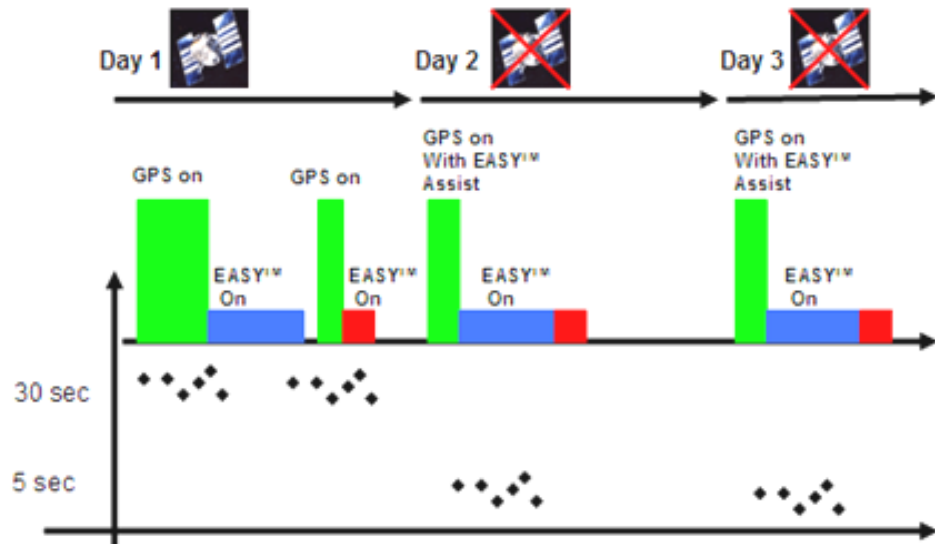 Day 1
Day 2
Day 3
GPS on
GPS on
GPS on
With EASY™
Assist
GPS on
With EASY™
Assist
EASY™
On
EASY™
On
EASY™
On
EASY™
On
30 sec
5 sec